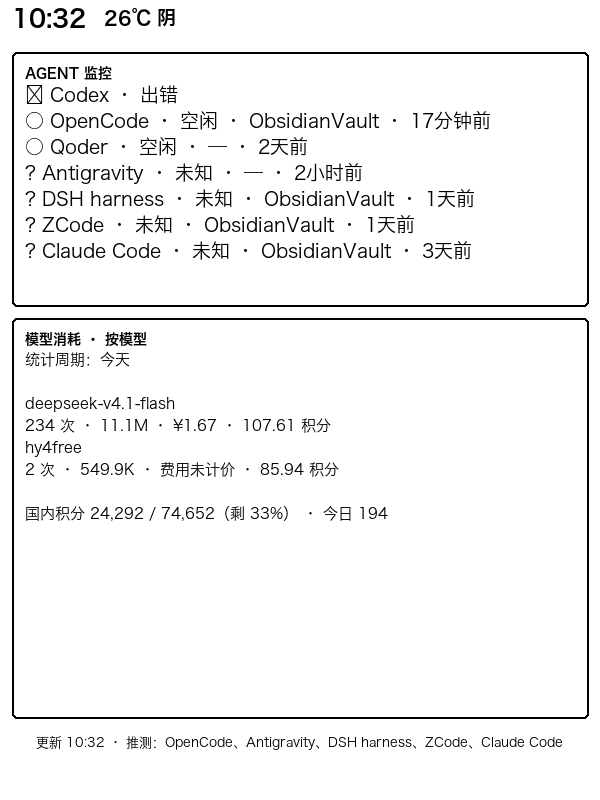 10:32 26℃ 阴
AGENT 监控
☒ Codex · 出错
○ OpenCode · 空闲 · ObsidianVault · 17分钟前
○ Qoder · 空闲 · — · 2天前
? Antigravity · 未知 · — · 2小时前
? DSH harness · 未知 · ObsidianVault · 1天前
? ZCode · 未知 · ObsidianVault · 1天前
? Claude Code · 未知 · ObsidianVault · 3天前
模型消耗 · 按模型
统计周期：今天
deepseek-v4.1-flash
234 次 · 11.1M · ¥1.67 · 107.61 积分
hy4free
2 次 · 549.9K · 费用未计价 · 85.94 积分
国内积分 24,292 / 74,652（剩 33%） · 今日 194
更新 10:32 · 推测：OpenCode、Antigravity、DSH harness、ZCode、Claude Code